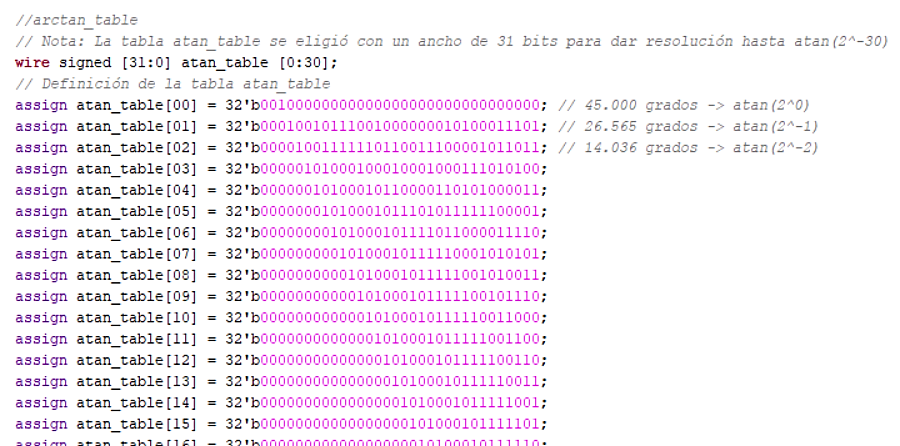 //arctan_table
// Nota: La tabla atan_table se eligió con un ancho de 31 bits para dar resolución hasta atan(2^-30)
wire signed [31:0] atan_table [0:30];
// Definición de la tabla atan_table
assign atan_table[00] = 32'b00100000000000000000000000000000; // 45.000 grados -> atan(2^0)
assign atan_table[01] = 32'b00010010111001000000010100011101; // 26.565 grados -> atan(2^-1)
assign atan_table[02] = 32'b00001001111110110011100001011011; // 14.036 grados -> atan(2^-2)
assign atan_table[03] = 32'b00000101000100010001000111010100;
assign atan_table[04] = 32'b00000010100010110000110101000011;
assign atan_table[05] = 32'b00000001010001011101011111100001;
assign atan_table[06] = 32'b00000000101000101111011000011110;
assign atan_table[07] = 32'b00000000010100010111110001010101;
assign atan_table[08] = 32'b00000000001010001011111001010011;
assign atan_table[09] = 32'b00000000000101000101111100101110;
assign atan_table[10] = 32'b00000000000010100010111110011000;
assign atan_table[11] = 32'b00000000000001010001011111001100;
assign atan_table[12] = 32'b00000000000000101000101111100110;
assign atan_table[13] = 32'b00000000000000010100010111110011;
assign atan_table[14] = 32'b00000000000000001010001011111001;
assign atan_table[15] = 32'b00000000000000000101000101111101;
assign atan_table[16] = 32'b00000000000000000010100010111110;